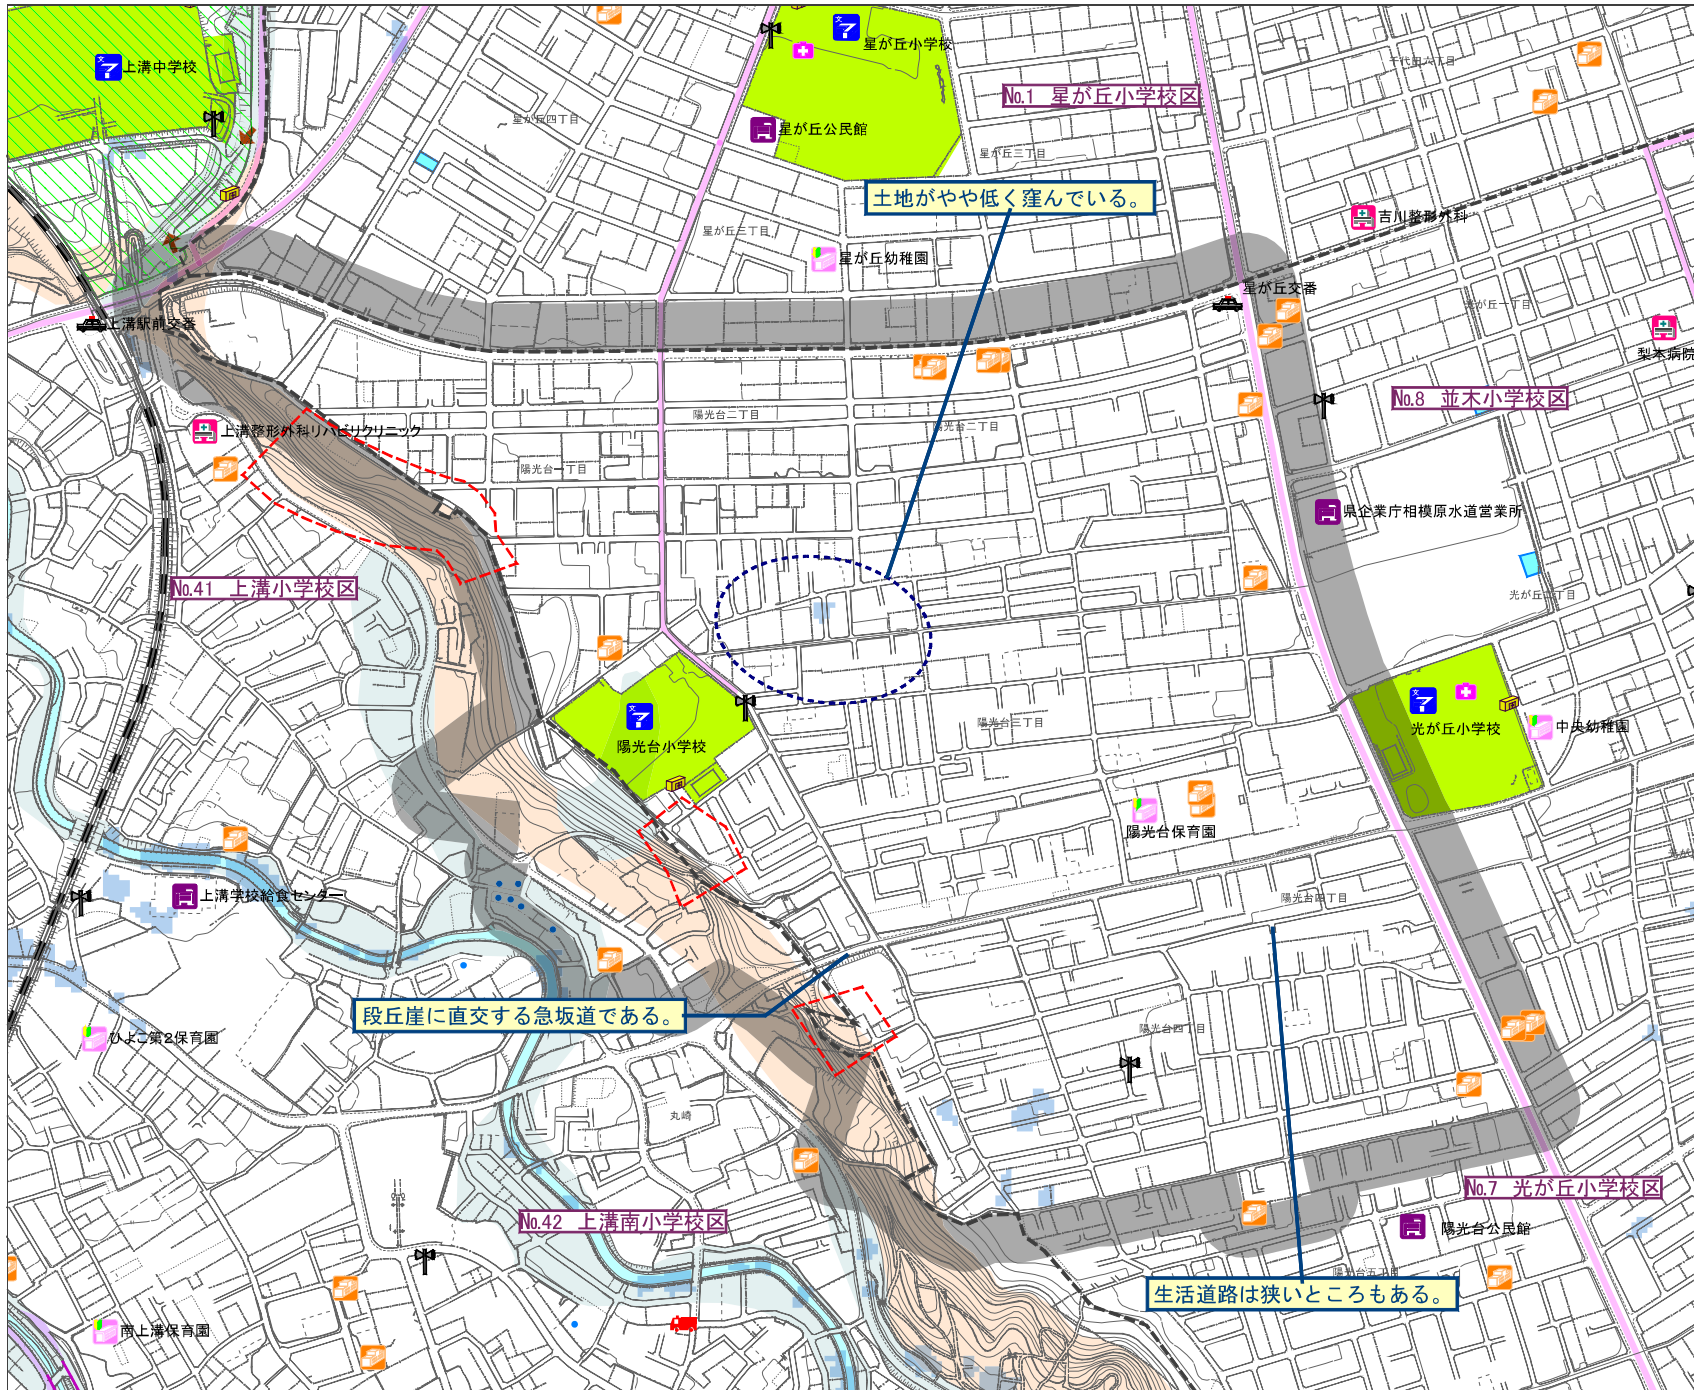 上溝中学校
星が丘小学校
千代田六丁目
No.1 星が丘小学校区
星が丘四丁目
星が丘公民館
星が丘三丁目
土地がやや低く窪んでいる。
吉川整形外科
星が丘二丁目
星が丘幼稚園
星が丘交番
光が丘一丁目
上溝駅前交番
梨本病院
No.8 並木小学校区
陽光台二丁目
陽光台二丁目
上溝整形外科リハビリクリニック
陽光台一丁目
県企業庁相模原水道営業所
No.41 上溝小学校区
光が丘二丁目
陽光台三丁目
光が丘小学校
中央幼稚園
陽光台小学校
陽光台保育園
上溝学校給食センター
陽光台四丁目
段丘崖に直交する急坂道である。
陽光台四丁目
ひよこ第2保育園
丸崎
No.7 光が丘小学校区
No.42 上溝南小学校区
陽光台公民館
陽光台五丁目
生活道路は狭いところもある。
南上溝保育園